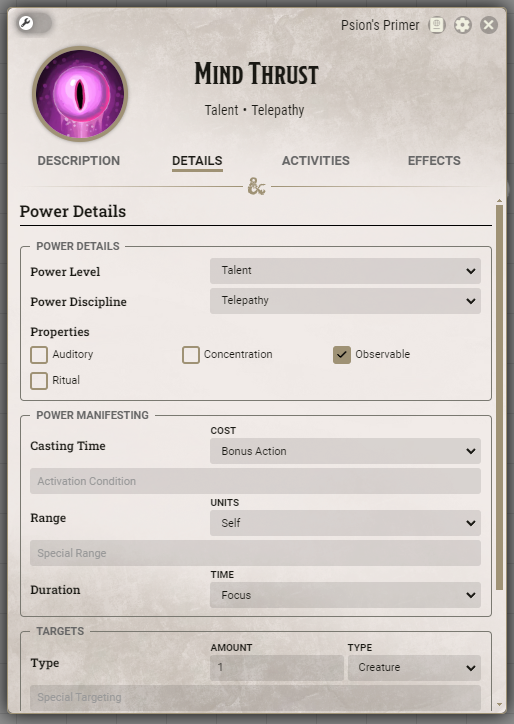 Psion's Primer
Mind Thrust
Talent • Telepathy
DESCRIPTION DETAILS ACTIVITIES EFFECTS
&
Power Details
POWER DETAILS
Power Level Talent
Power Discipline Telepathy
Properties
Auditory Concentration Observable
Ritual
POWER MANIFESTING
COST
Casting Time Bonus Action
Activation Condition
UNITS
Range Self
Special Range
TIME
Duration Focus
TARGETS
AMOUNT TYPE
Type 1 Creature
Special Targeting